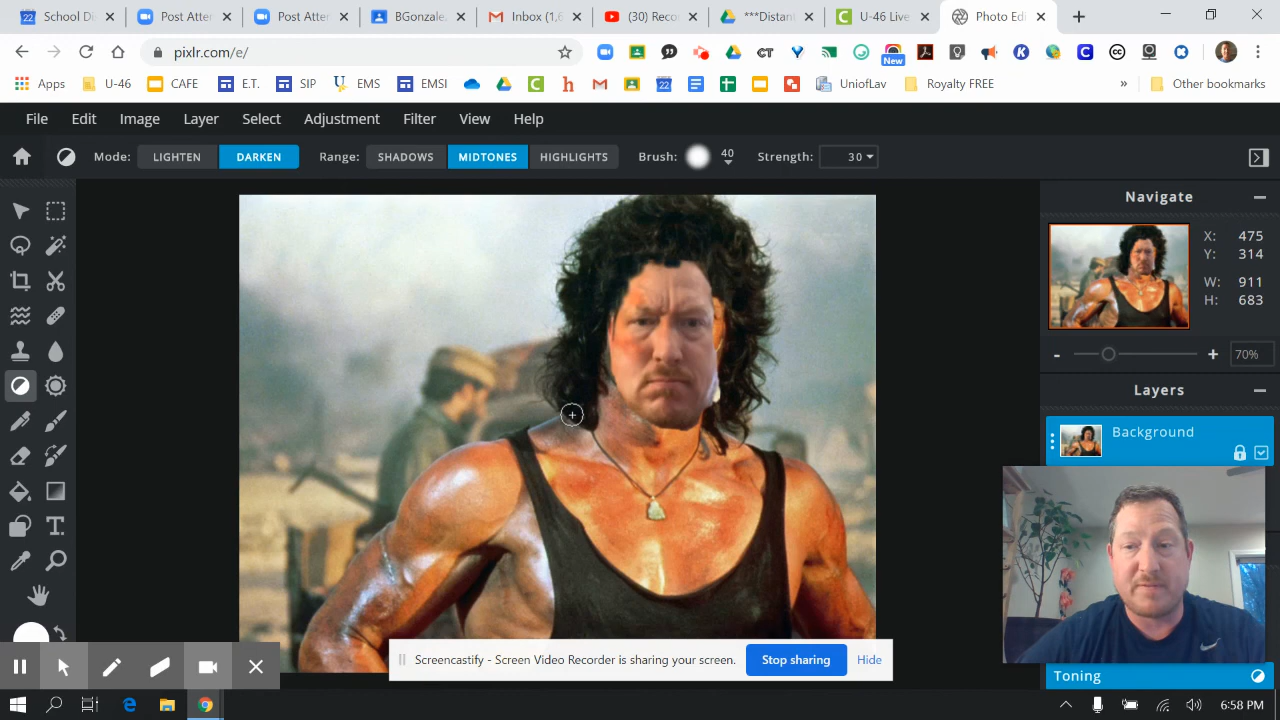 School Di
Post Atter
Post Atter
BGonzale.
Inbox (1,6
(30) Reco
***Distant
U-46 Live
Photo Edi
pixlr.com/e/
New
Apps
U-46
CAFE
E.T.
SIP
EMS
EMSI
UniofLav
Royalty FREE
»
Other bookmarks
File
Edit
Image
Layer
Select
Adjustment
Filter
View
Help
Mode:
LIGHTEN
DARKEN
Range:
SHADOWS
MIDTONES
HIGHLIGHTS
Brush:
40
Strength:
30
Navigate
X: 475
Y: 314
W: 911
H: 683
70%
Layers
Background
Screencastify - Screen Video Recorder is sharing your screen.
Stop sharing
Hide
Toning
6:58 PM